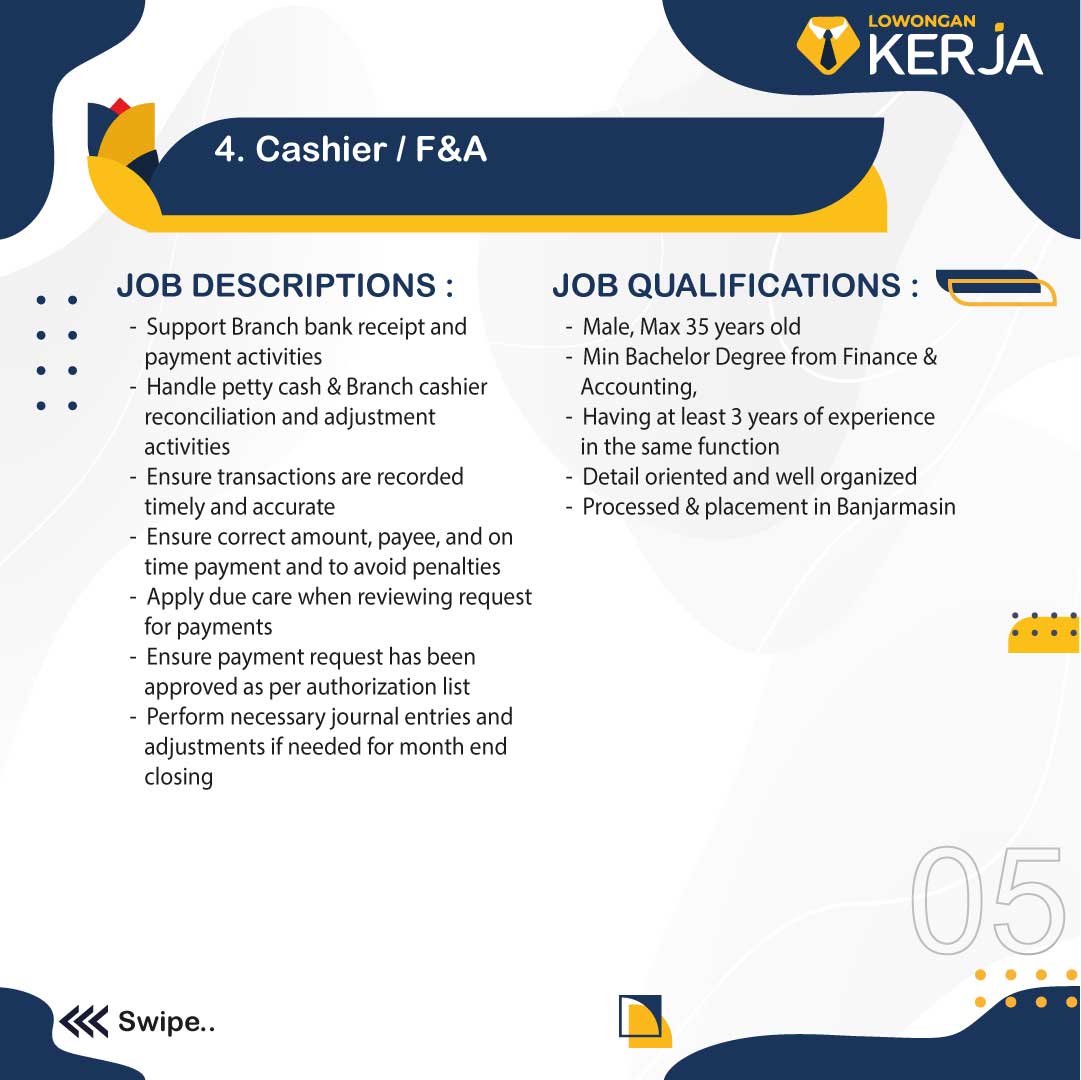 LOWONGAN
KERJA
4. Cashier / F&A
JOB DESCRIPTIONS :
- Support Branch bank receipt and
payment activities
- Handle petty cash & Branch cashier
reconciliation and adjustment
activities
- Ensure transactions are recorded
timely and accurate
- Ensure correct amount, payee, and on
time payment and to avoid penalties
- Apply due care when reviewing request
for payments
- Ensure payment request has been
approved as per authorization list
- Perform necessary journal entries and
adjustments if needed for month end
closing
JOB QUALIFICATIONS :
- Male, Max 35 years old
- Min Bachelor Degree from Finance &
Accounting,
- Having at least 3 years of experience
in the same function
- Detail oriented and well organized
- Processed & placement in Banjarmasin
05
Swipe..